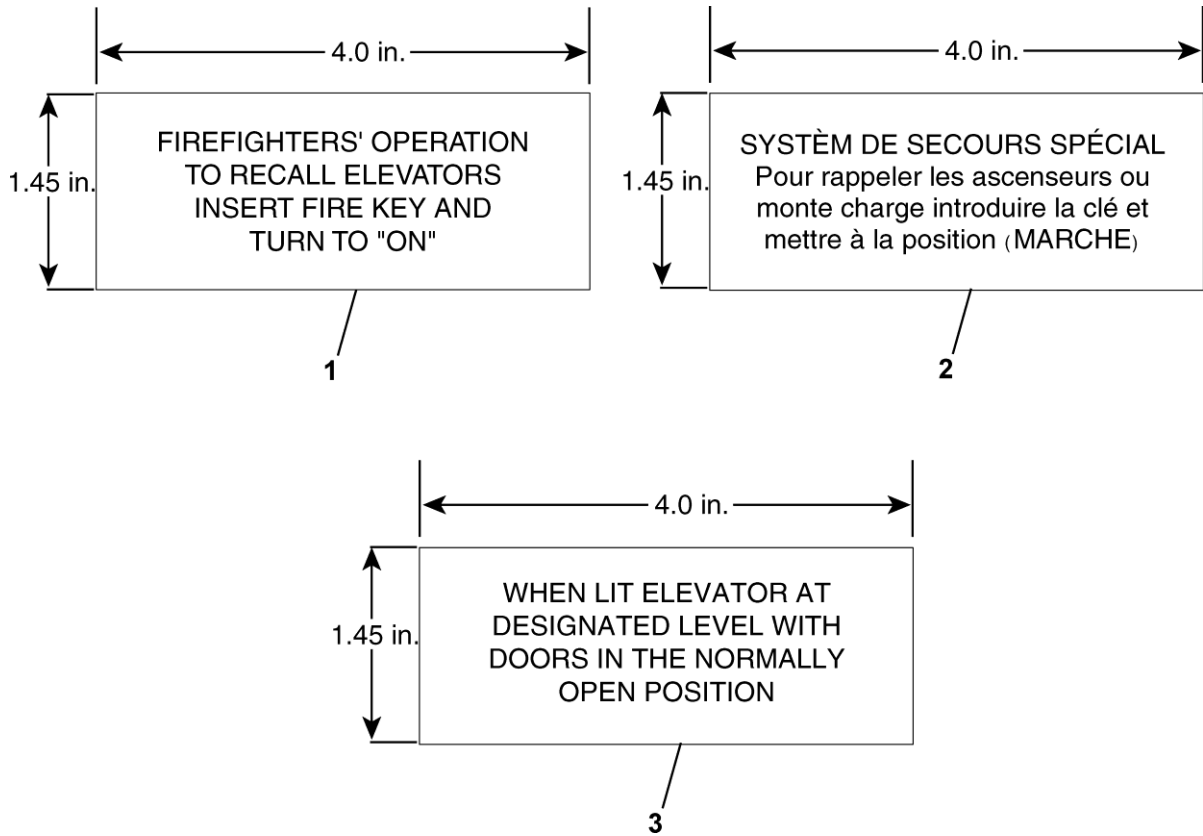 4.0 in.
1.45 in.
FIREFIGHTERS' OPERATION
TO RECALL ELEVATORS
INSERT FIRE KEY AND
TURN TO "ON"
1
4.0 in.
1.45 in.
SYSTÈM DE SECOURS SPÉCIAL
Pour rappeler les ascenseurs ou
monte charge introduire la clé et
mettre à la position (MARCHE)
2
4.0 in.
1.45 in.
WHEN LIT ELEVATOR AT
DESIGNATED LEVEL WITH
DOORS IN THE NORMALLY
OPEN POSITION
3